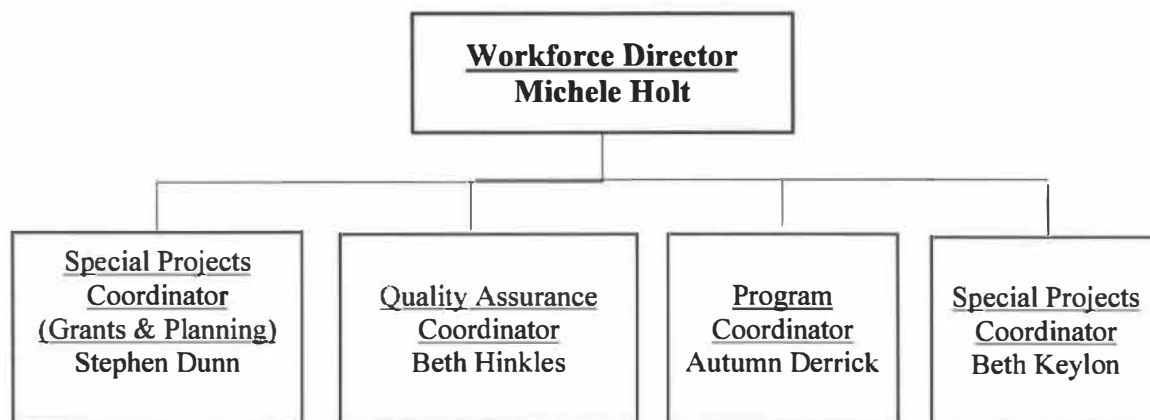 Workforce Director
Michele Holt
Special Projects
Coordinator
(Grants & Planning)
Stephen Dunn
Quality Assurance
Coordinator
Beth Hinkles
Program
Coordinator
Autumn Derrick
Special Projects
Coordinator
Beth Keylon